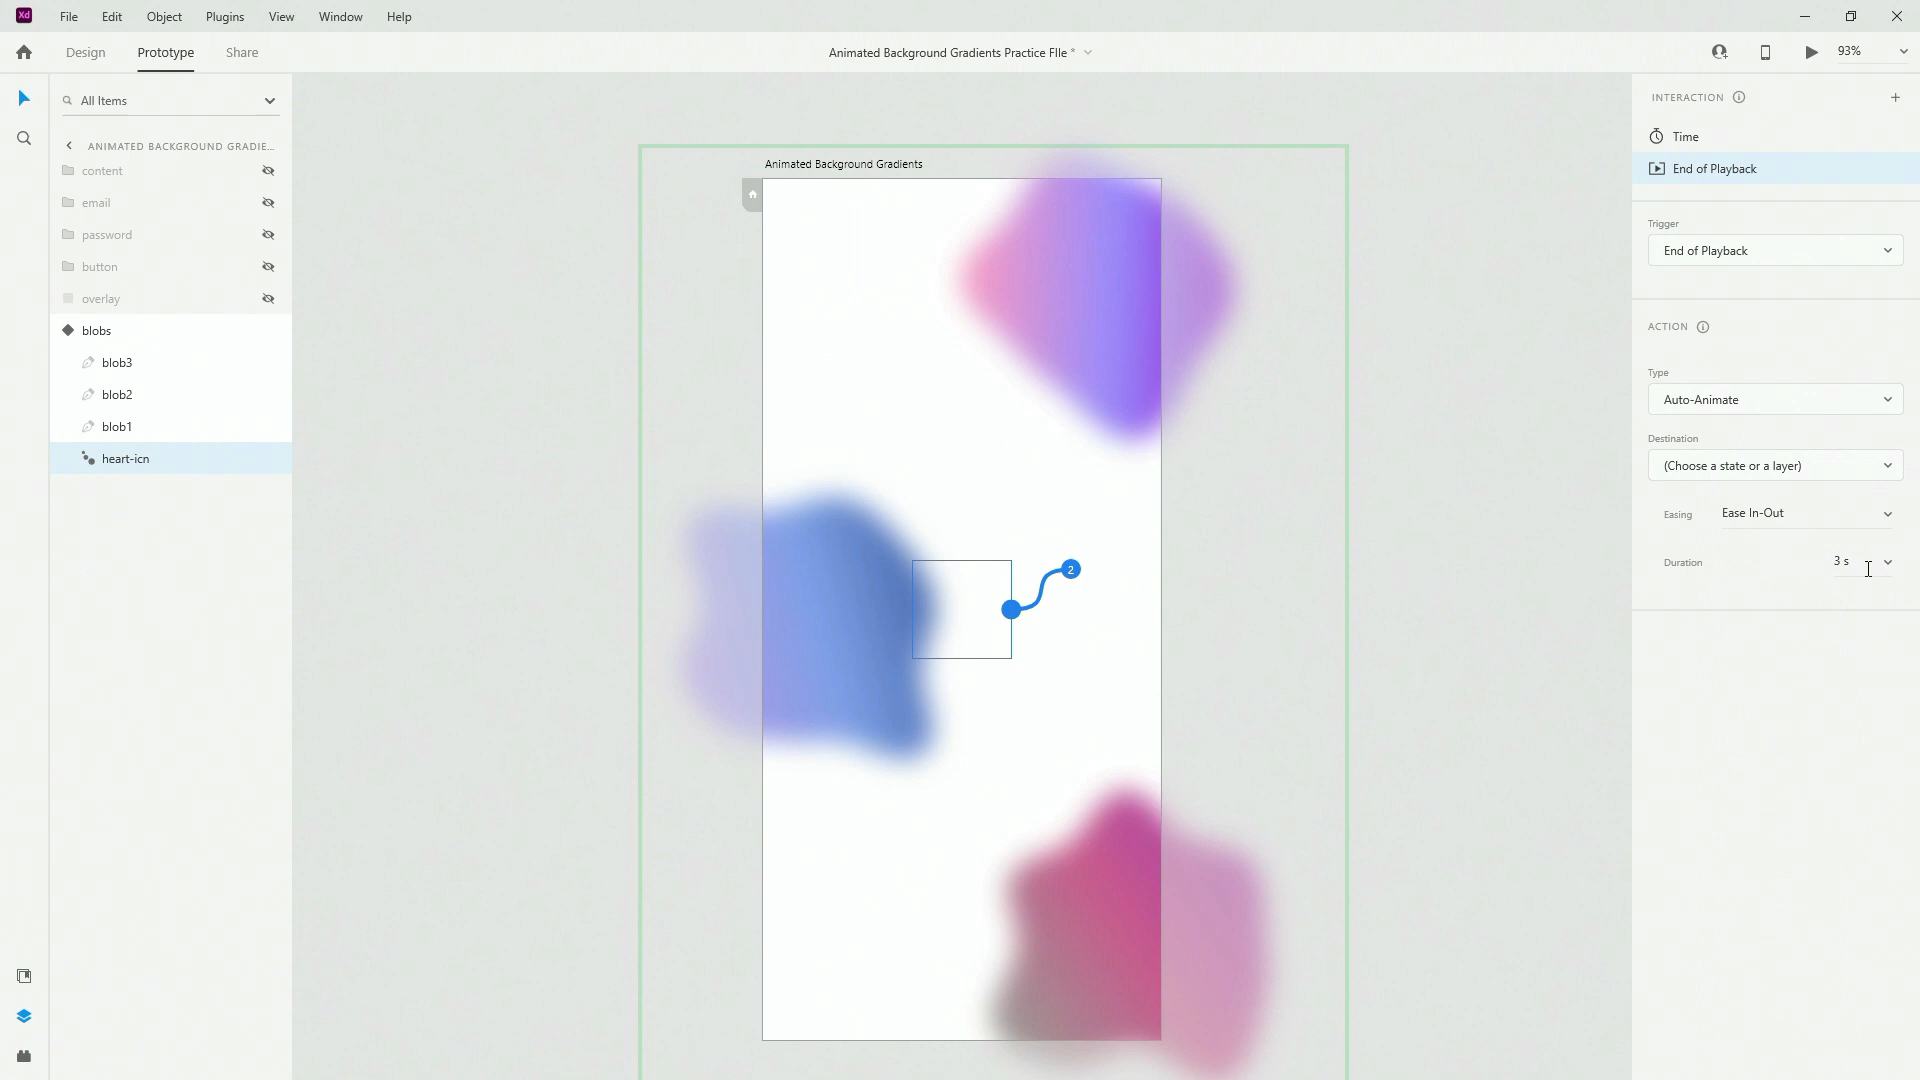 Xd
File Edit Object Plugins View Window Help
Design Prototype Share
Animated Background Gradients Practice FIle *
93%
All Items
ANIMATED BACKGROUND GRADIE...
content
email
password
button
overlay
blobs
blob3
blob2
blob1
heart-icn
Animated Background Gradients
2
INTERACTION
Time
End of Playback
Trigger
End of Playback
ACTION
Type
Auto-Animate
Destination
(Choose a state or a layer)
Easing Ease In-Out
Duration 3 s